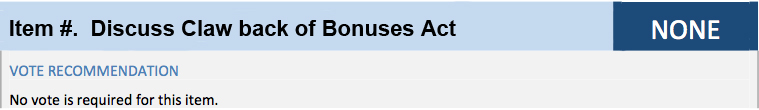 Item #. Discuss Claw back of Bonuses Act NONE
VOTE RECOMMENDATION
No vote is required for this item.